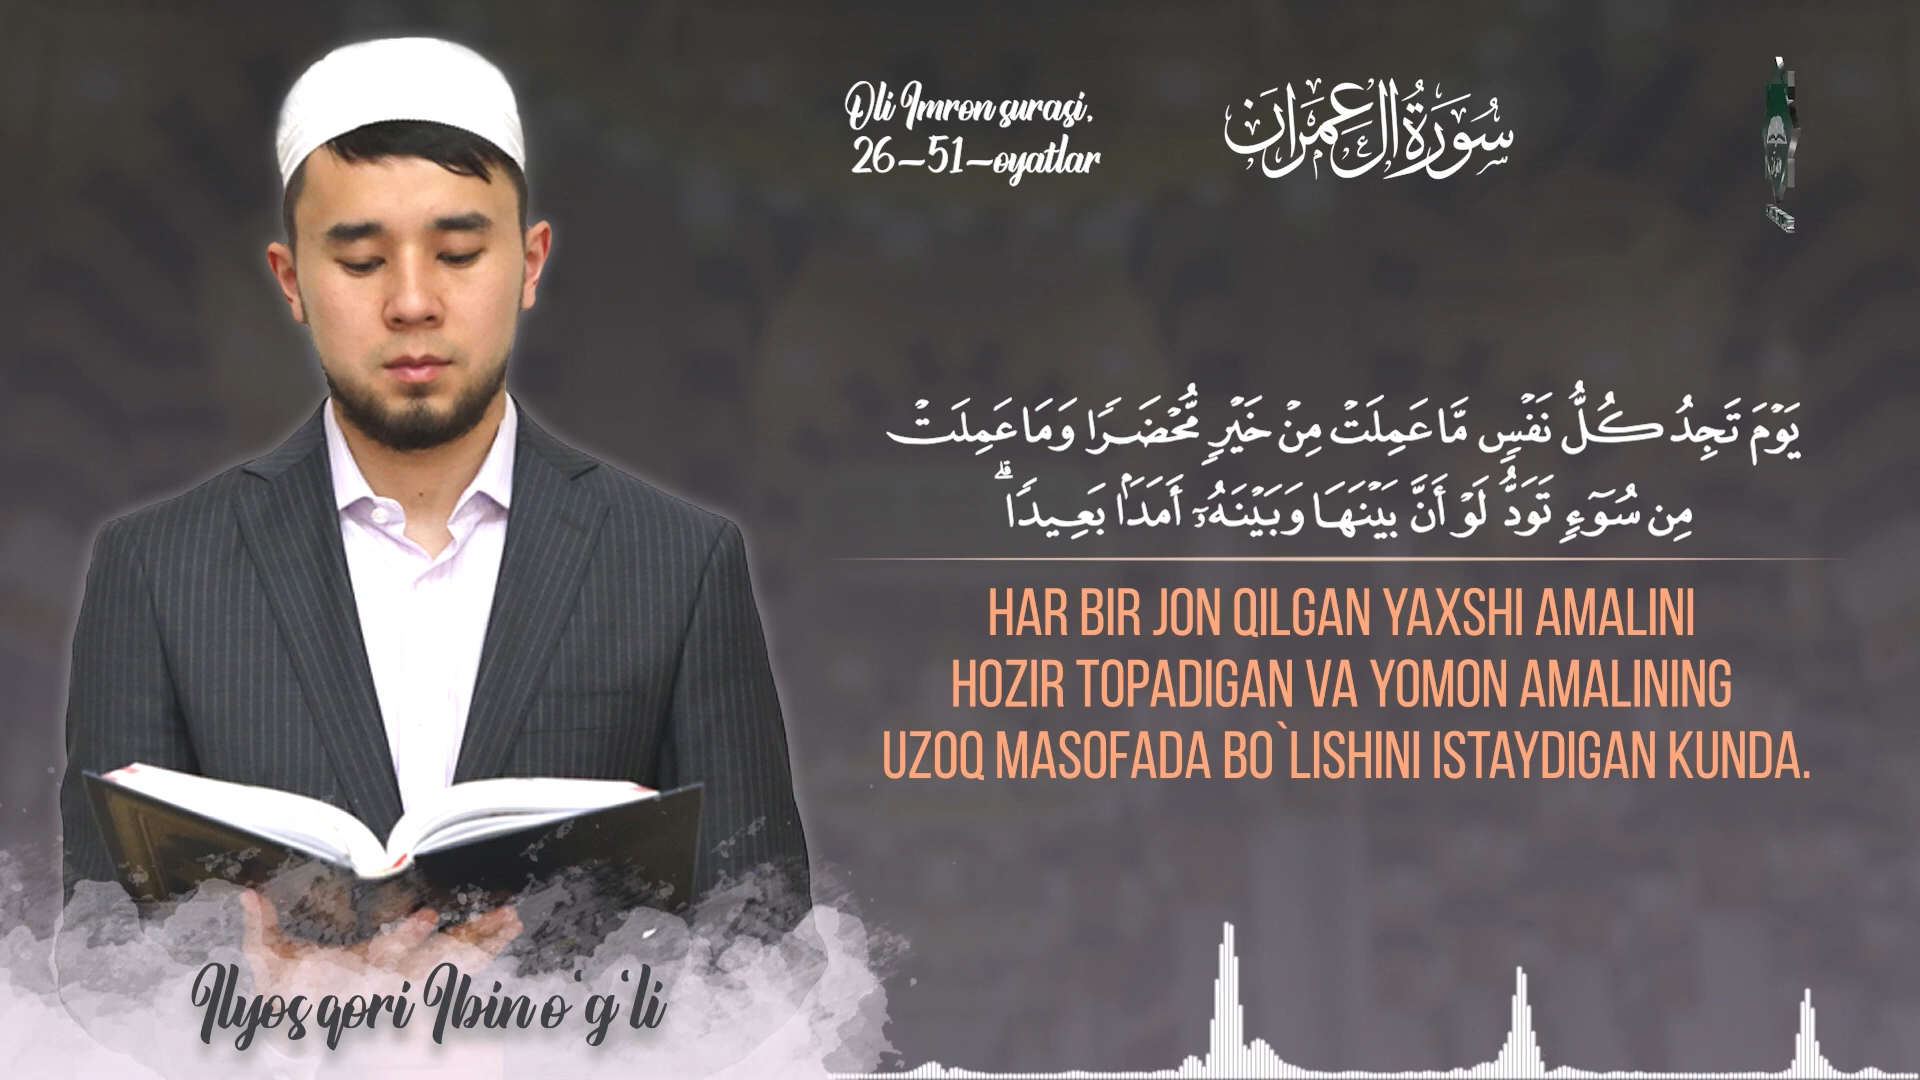 Oli Imron surasi,
26-51-oyatlar
سُورَةُ اٰلِ عِمْرَان
يَوْمَ تَجِدُ كُلُّ نَفْسٍ مَّا عَمِلَتْ مِنْ خَيْرٍ مُّحْضَرًا وَمَا عَمِلَتْ
مِن سُوٓءٍ تَوَدُّ لَوْ أَنَّ بَيْنَهَا وَبَيْنَهُۥٓ أَمَدًۢا بَعِيدًا ۗ
HAR BIR JON QILGAN YAXSHI AMALINI
HOZIR TOPADIGAN VA YOMON AMALINING
UZOQ MASOFADA BO`LISHINI ISTAYDIGAN KUNDA.
Ilyos qori Ibin o‘g‘li